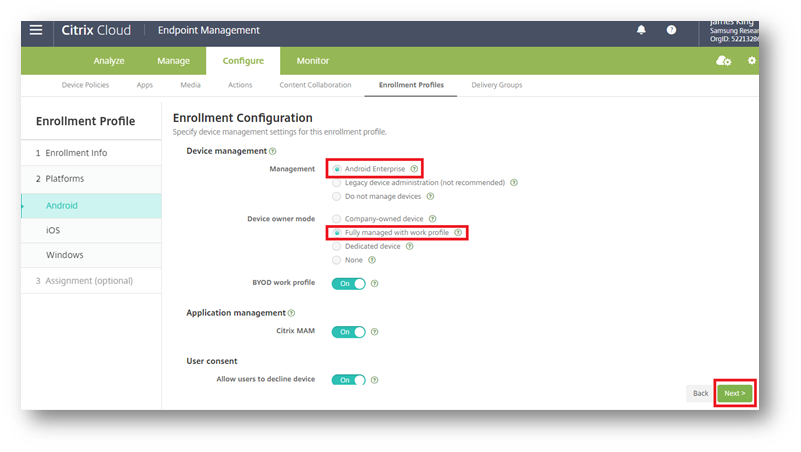 Citrix Cloud Endpoint Management
James King
Samsung Resear
OrgID: 52213286
Analyze Manage Configure Monitor
Device Policies Apps Media Actions Content Collaboration Enrollment Profiles Delivery Groups
Enrollment Profile
1 Enrollment Info
2 Platforms
Android
iOS
Windows
3 Assignment (optional)
Enrollment Configuration
Specify device management settings for this enrollment profile.
Device management ?
Management
Android Enterprise ?
Legacy device administration (not recommended) ?
Do not manage devices ?
Device owner mode
Company-owned device ?
Fully managed with work profile ?
Dedicated device ?
None ?
BYOD work profile On ?
Application management ?
Citrix MAM On ?
User consent
Allow users to decline device On ?
Back Next >